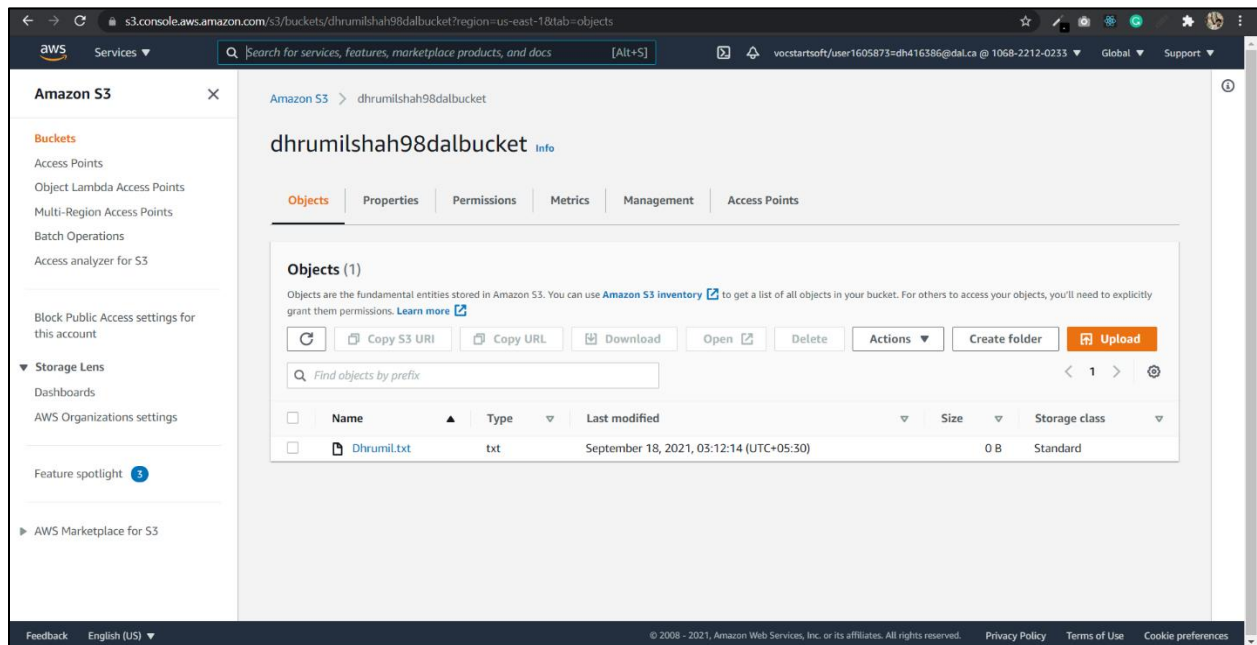 s3.console.aws.amazon.com/s3/buckets/dhrumilshah98dalbucket?region=us-east-1&tab=objects
aws Services ▼ Search for services, features, marketplace products, and docs [Alt+S] vocstartsoft/user1605873=dh416386@dal.ca @ 1068-2212-0233 ▼ Global ▼ Support ▼
Amazon S3
Buckets
Access Points
Object Lambda Access Points
Multi-Region Access Points
Batch Operations
Access analyzer for S3
Block Public Access settings for
this account
Storage Lens
Dashboards
AWS Organizations settings
Feature spotlight 3
AWS Marketplace for S3
Amazon S3 > dhrumilshah98dalbucket
dhrumilshah98dalbucket Info
Objects Properties Permissions Metrics Management Access Points
Objects (1)
Objects are the fundamental entities stored in Amazon S3. You can use Amazon S3 inventory to get a list of all objects in your bucket. For others to access your objects, you'll need to explicitly
grant them permissions. Learn more
Copy S3 URI Copy URL Download Open Delete Actions ▼ Create folder Upload
Find objects by prefix < 1 >
Name Type Last modified Size Storage class
Dhrumil.txt txt September 18, 2021, 03:12:14 (UTC+05:30) 0 B Standard
Feedback English (US) ▼ © 2008 - 2021, Amazon Web Services, Inc. or its affiliates. All rights reserved. Privacy Policy Terms of Use Cookie preferences